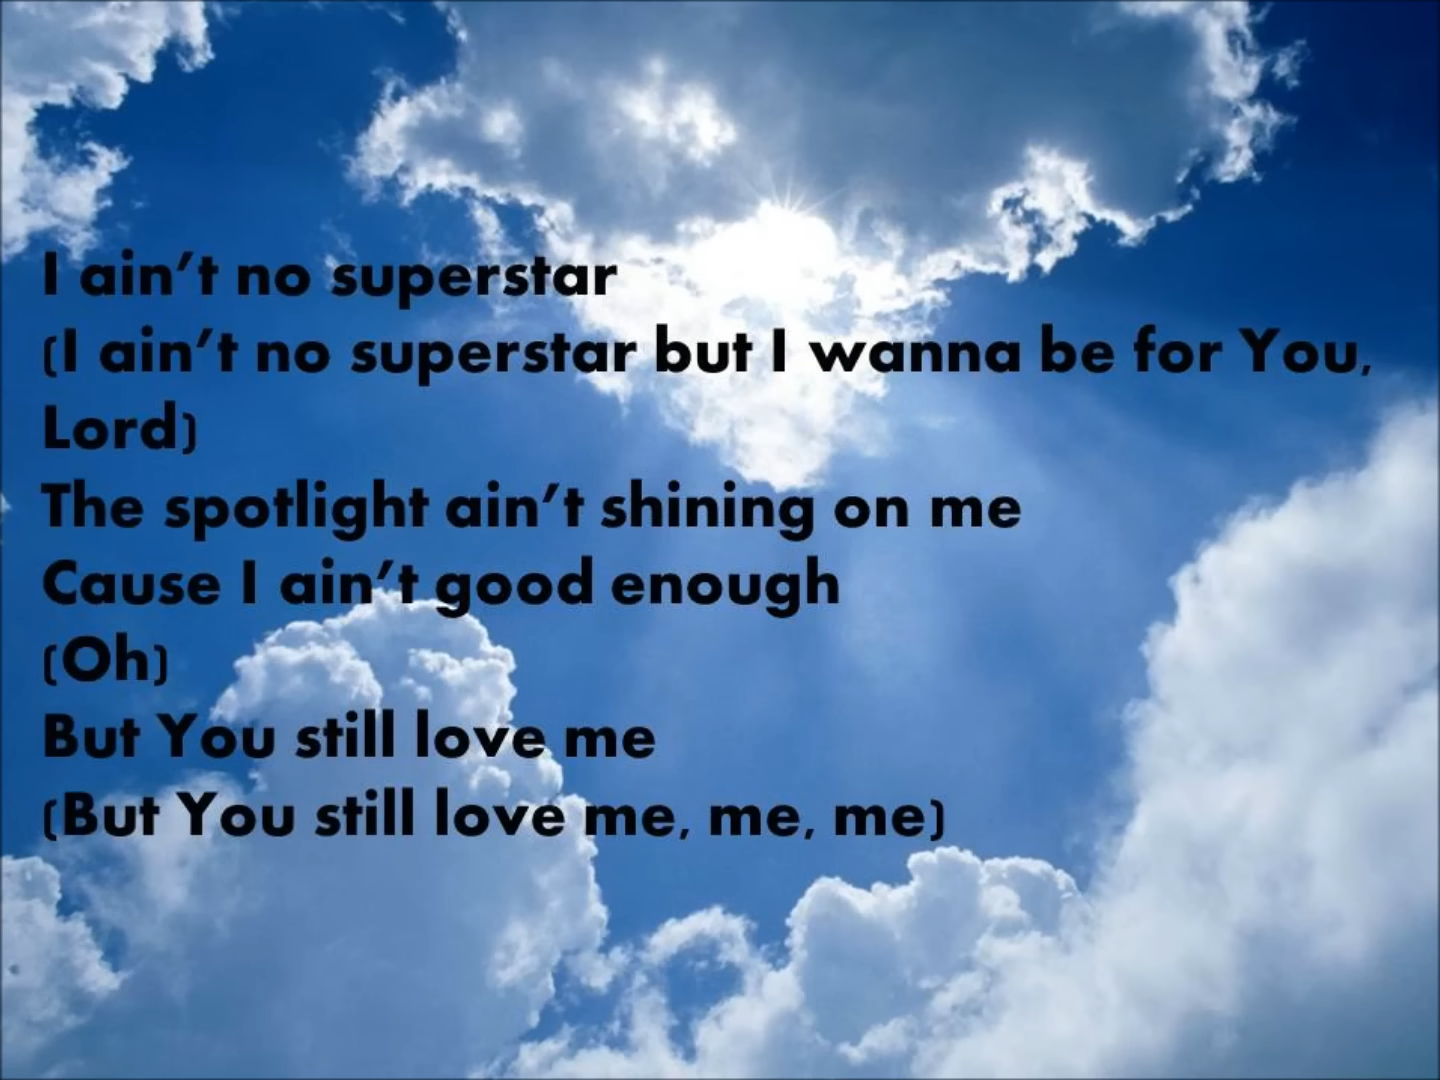 I ain't no superstar
(I ain't no superstar but I wanna be for You,
Lord)
The spotlight ain't shining on me
Cause I ain't good enough
(Oh)
But You still love me
(But You still love me, me, me)